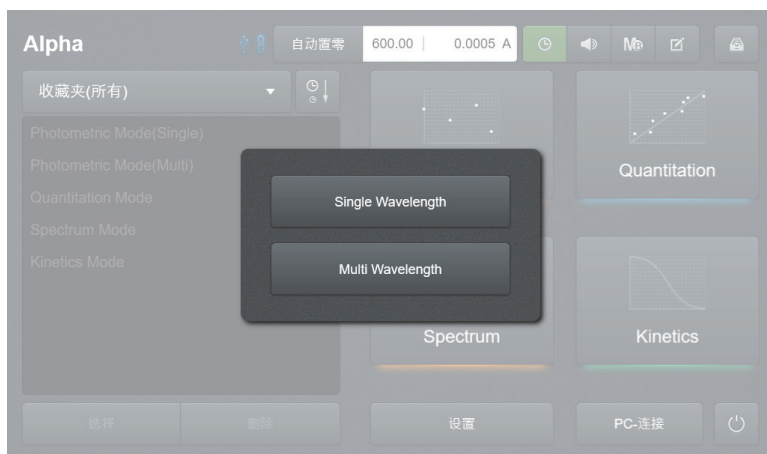 Alpha
自动置零
600.00
0.0005 A
收藏夹(所有)
Photometric Mode(Single)
Photometric Mode(Multi)
Quantitation Mode
Spectrum Mode
Kinetics Mode
Quantitation
Single Wavelength
Multi Wavelength
Spectrum
Kinetics
选择
删除
设置
PC-连接